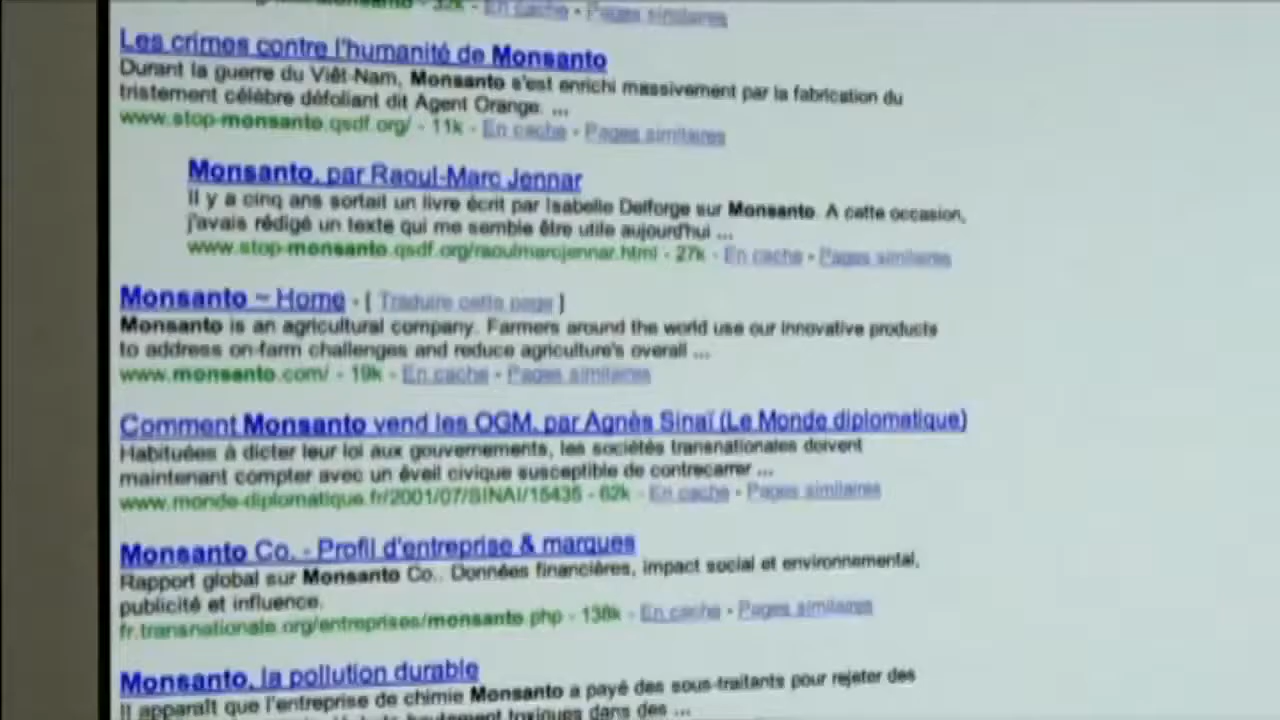 32k - En cache - Pages similaires
Les crimes contre l'humanité de Monsanto
Durant la guerre du Viêt-Nam, Monsanto s'est enrichi massivement par la fabrication du
tristement célèbre défoliant dit Agent Orange. ...
www.stop-monsanto.qsdf.org/ - 11k - En cache - Pages similaires
Monsanto, par Raoul-Marc Jennar
Il y a cinq ans sortait un livre écrit par Isabelle Delforge sur Monsanto. A cette occasion,
j'avais rédigé un texte qui me semble être utile aujourd'hui ...
www.stop-monsanto.qsdf.org/raoulmarcjennar.html - 27k - En cache - Pages similaires
Monsanto ~ Home - [ Traduire cette page ]
Monsanto is an agricultural company. Farmers around the world use our innovative products
to address on-farm challenges and reduce agriculture's overall ...
www.monsanto.com/ - 19k - En cache - Pages similaires
Comment Monsanto vend les OGM, par Agnès Sinaï (Le Monde diplomatique)
Habituées à dicter leur loi aux gouvernements, les sociétés transnationales doivent
maintenant compter avec un éveil civique susceptible de contrecarrer ...
www.monde-diplomatique.fr/2001/07/SINAI/15435 - 62k - En cache - Pages similaires
Monsanto Co. - Profil d'entreprise & marques
Rapport global sur Monsanto Co.. Données financières, impact social et environnemental,
publicité et influence.
fr.transnationale.org/entreprises/monsanto.php - 138k - En cache - Pages similaires
Monsanto, la pollution durable
Il apparaît que l'entreprise de chimie Monsanto a payé des sous-traitants pour rejeter des
hautement toxiques dans des ...